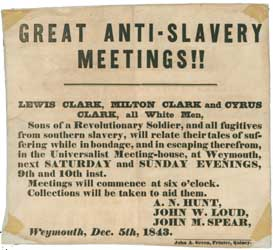 GREAT ANTI-SLAVERY
MEETINGS!!
LEWIS CLARK, MILTON CLARK and CYRUS
CLARK, all White Men,
Sons of a Revolutionary Soldier, and all fugitives
from southern slavery, will relate their tales of suf-
fering while in bondage, and in escaping therefrom,
in the Universalist Meeting-house, at Weymouth,
next SATURDAY and SUNDAY EVENINGS,
9th and 10th inst.
Meetings will commence at six o'clock.
Collections will be taken to aid them.
A. N. HUNT,
JOHN W. LOUD,
JOHN M. SPEAR,
Weymouth, Dec. 5th, 1843.
John A. Green, Printer, Quincy.